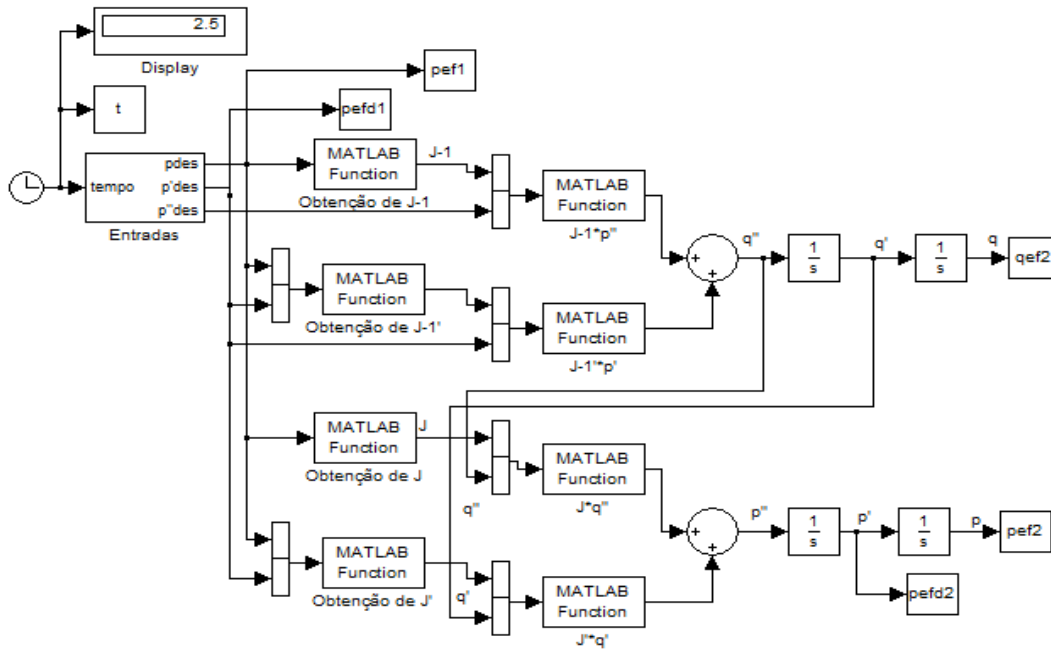 2.5
Display
pef1
t
pefd1
tempo
pdes
p'des
p''des
Entradas
MATLAB
Function
J-1
Obtenção de J-1
MATLAB
Function
J-1*p''
MATLAB
Function
Obtenção de J-1'
MATLAB
Function
J-1'*p'
+
+
q''
1
s
q'
1
s
q
qef2
MATLAB
Function
J
Obtenção de J
q''
MATLAB
Function
J*q''
MATLAB
Function
Obtenção de J'
q'
MATLAB
Function
J'*q'
+
+
p''
1
s
p'
1
s
p
pef2
pefd2